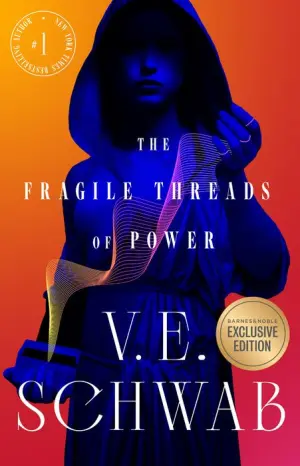 #1 NEW YORK TIMES BESTSELLING AUTHOR
THE
FRAGILE THREADS
OF POWER
V. E.
SCHWAB
BARNES&NOBLE
EXCLUSIVE
EDITION